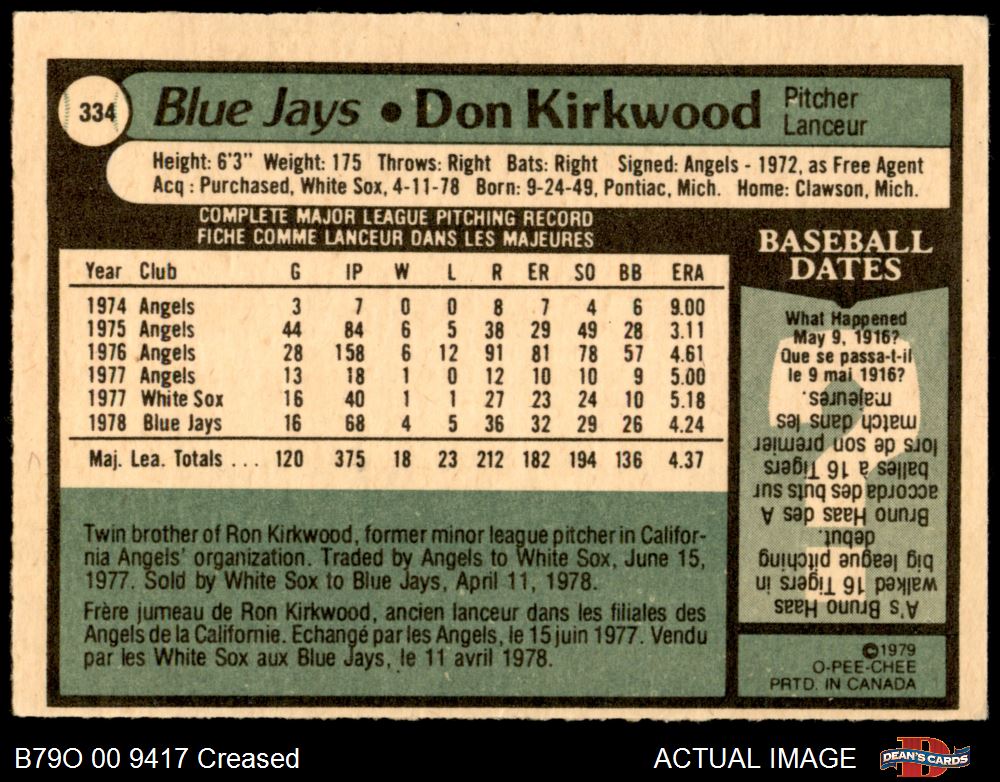 334
Blue Jays • Don Kirkwood
Pitcher
Lanceur
Height: 6'3" Weight: 175 Throws: Right Bats: Right Signed: Angels - 1972, as Free Agent
Acq : Purchased, White Sox, 4-11-78 Born: 9-24-49, Pontiac, Mich. Home: Clawson, Mich.
COMPLETE MAJOR LEAGUE PITCHING RECORD
FICHE COMME LANCEUR DANS LES MAJEURES
Year Club G IP W L R ER SO BB ERA
1974 Angels 3 7 0 0 8 7 4 6 9.00
1975 Angels 44 84 6 5 38 29 49 28 3.11
1976 Angels 28 158 6 12 91 81 78 57 4.61
1977 Angels 13 18 1 0 12 10 10 9 5.00
1977 White Sox 16 40 1 1 27 23 24 10 5.18
1978 Blue Jays 16 68 4 5 36 32 29 26 4.24
Maj. Lea. Totals ... 120 375 18 23 212 182 194 136 4.37
Twin brother of Ron Kirkwood, former minor league pitcher in Califor-
nia Angels' organization. Traded by Angels to White Sox, June 15,
1977. Sold by White Sox to Blue Jays, April 11, 1978.
Frère jumeau de Ron Kirkwood, ancien lanceur dans les filiales des
Angels de la Californie. Echangé par les Angels, le 15 juin 1977. Vendu
par les White Sox aux Blue Jays, le 11 avril 1978.
BASEBALL
DATES
What Happened
May 9, 1916?
Que se passa-t-il
le 9 mai 1916?
A's Bruno Haas
walked 16 Tigers in
big league pitching
debut.
Bruno Haas des A
accorda des buts sur
balles à 16 Tigers
lors de son premier
match dans les
majeures.
©1979
O-PEE-CHEE
PRTD. IN CANADA
B79O 00 9417 Creased
ACTUAL IMAGE
DEAN'S CARDS